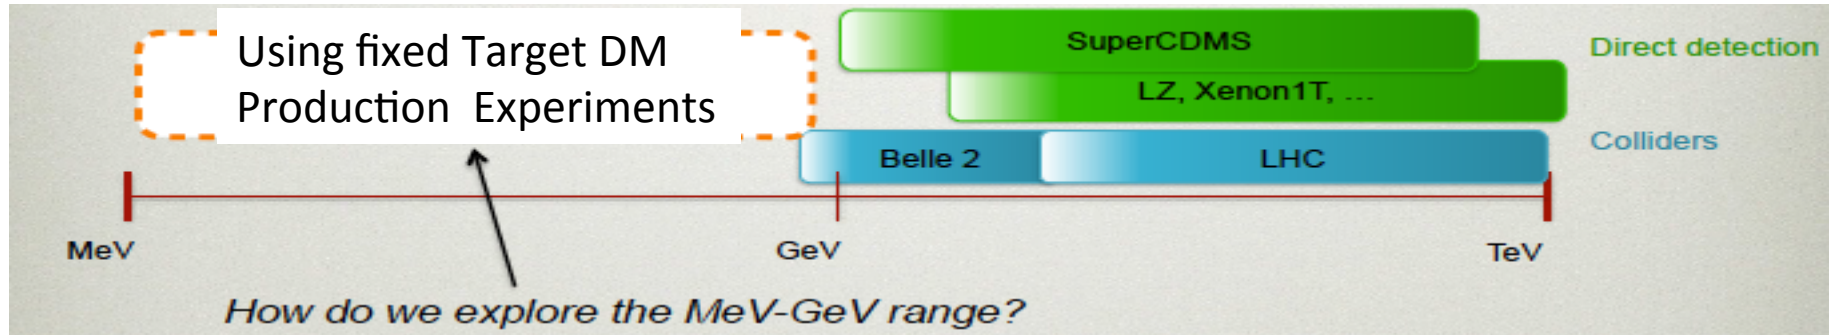 Using fixed Target DM
Production Experiments
SuperCDMS
Direct detection
LZ, Xenon1T, ...
Belle 2
LHC
Colliders
MeV
GeV
TeV
How do we explore the MeV-GeV range?